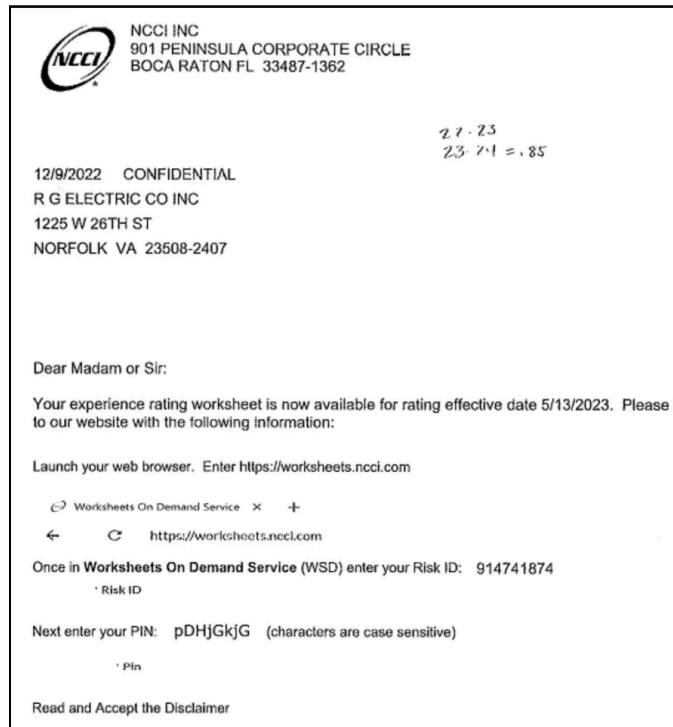 NCCI INC
901 PENINSULA CORPORATE CIRCLE
BOCA RATON FL 33487-1362
NCCI
22-23
23-24 = .85
12/9/2022 CONFIDENTIAL
R G ELECTRIC CO INC
1225 W 26TH ST
NORFOLK VA 23508-2407
Dear Madam or Sir:
Your experience rating worksheet is now available for rating effective date 5/13/2023. Please
to our website with the following information:
Launch your web browser. Enter https://worksheets.ncci.com
Worksheets On Demand Service × +
← https://worksheets.ncci.com
Once in Worksheets On Demand Service (WSD) enter your Risk ID: 914741874
* Risk ID
Next enter your PIN: pDHjGkjG (characters are case sensitive)
* Pin
Read and Accept the Disclaimer